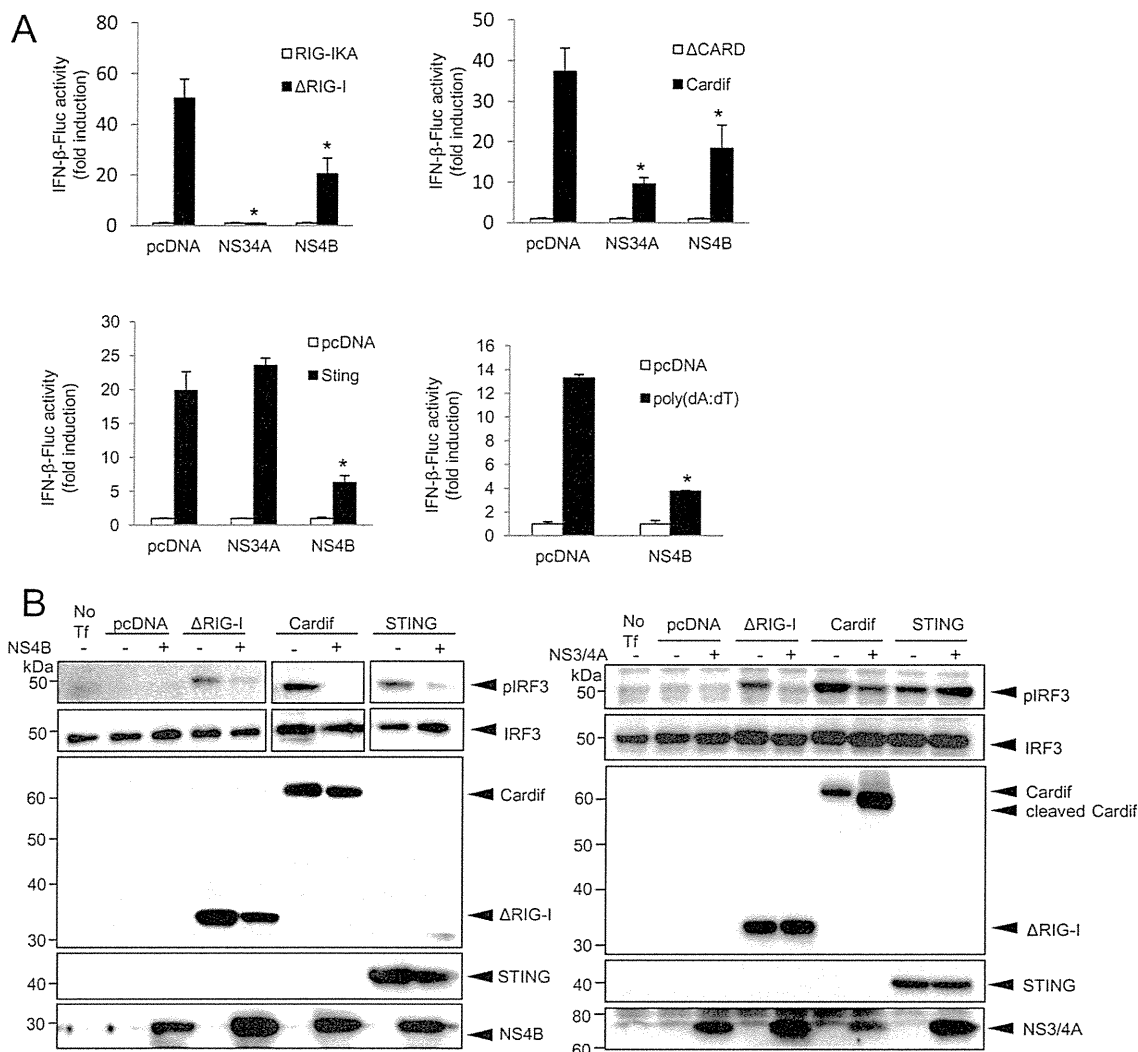 A
IFN-β-Fluc activity
(fold induction)
80
60
40
20
0
RIG-IKA
ΔRIG-I
*
*
pcDNA NS34A NS4B
IFN-β-Fluc activity
(fold induction)
50
40
30
20
10
0
ΔCARD
Cardif
*
*
pcDNA NS34A NS4B
IFN-β-Fluc activity
(fold induction)
30
25
20
15
10
5
0
pcDNA
Sting
*
pcDNA NS34A NS4B
IFN-β-Fluc activity
(fold induction)
16
14
12
10
8
6
4
2
0
pcDNA
poly(dA:dT)
*
pcDNA NS4B
B
No
Tf
pcDNA ΔRIG-I Cardif STING
NS4B - - + - + - + - +
kDa
50
pIRF3
50
IRF3
60
Cardif
50
40
ΔRIG-I
30
40
STING
30
NS4B
No
Tf
pcDNA ΔRIG-I Cardif STING
NS3/4A - - + - + - + - +
kDa
50
pIRF3
50
IRF3
60
Cardif
cleaved Cardif
50
40
ΔRIG-I
30
40
STING
80
NS3/4A
60